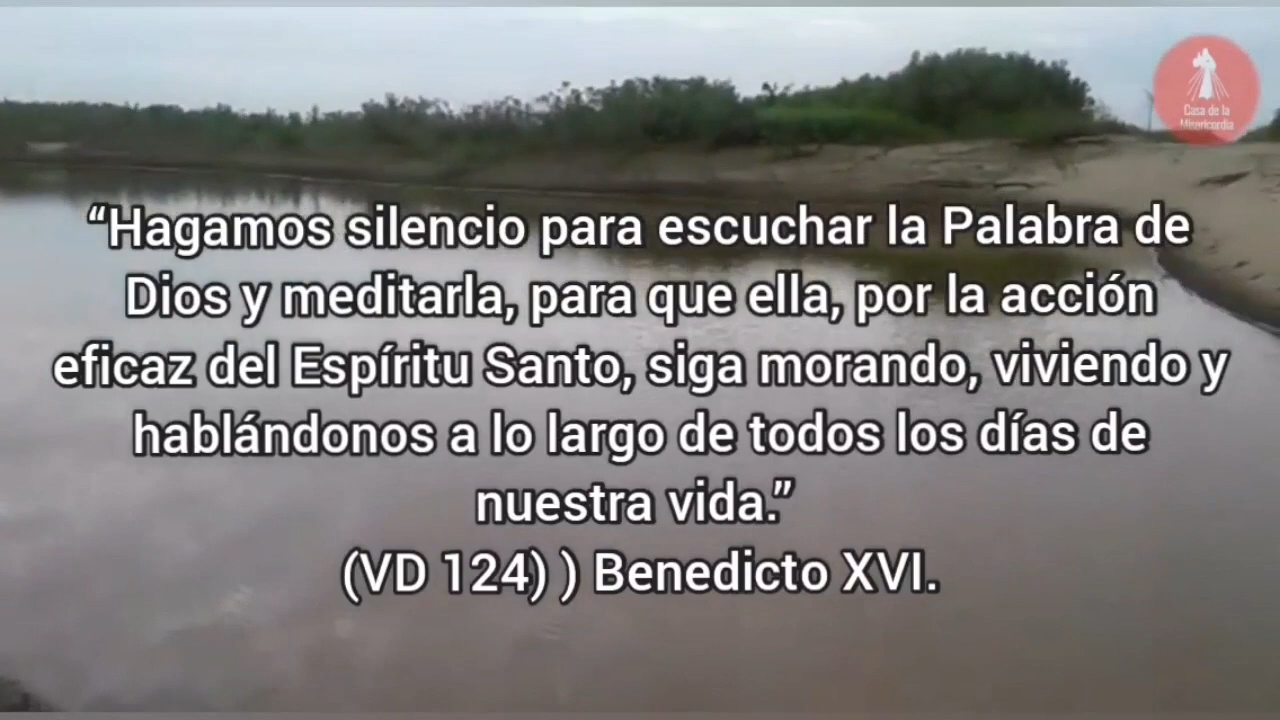 Casa de la
Misericordia
“Hagamos silencio para escuchar la Palabra de
Dios y meditarla, para que ella, por la acción
eficaz del Espíritu Santo, siga morando, viviendo y
hablándonos a lo largo de todos los días de
nuestra vida.”
(VD 124) ) Benedicto XVI.